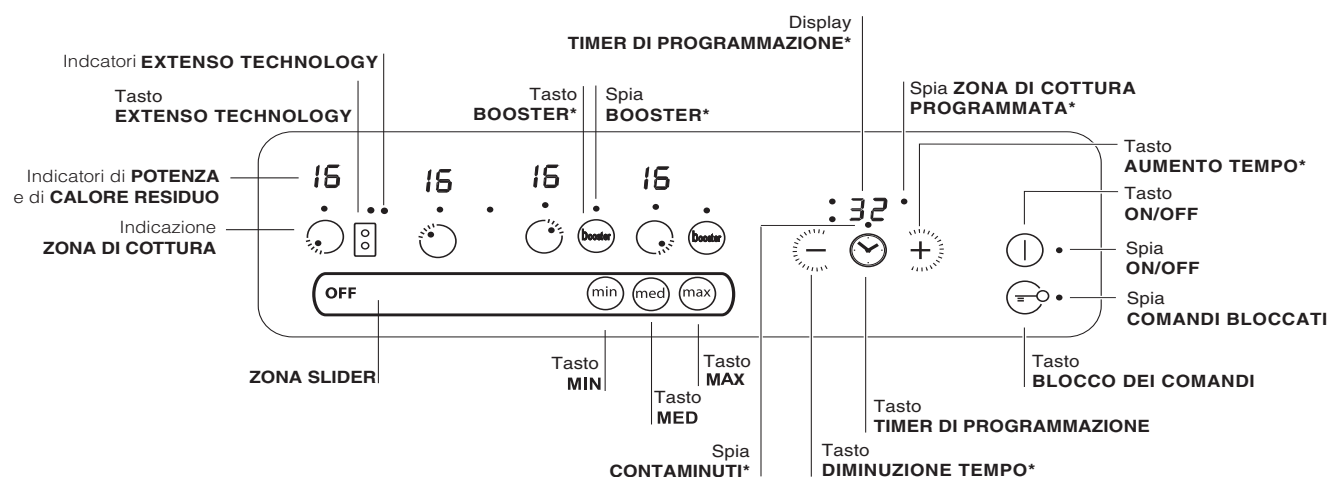 Display
TIMER DI PROGRAMMAZIONE*
Indcatori EXTENSO TECHNOLOGY
Tasto
EXTENSO TECHNOLOGY
Tasto
BOOSTER*
Spia
BOOSTER*
Spia ZONA DI COTTURA
PROGRAMMATA*
Tasto
AUMENTO TEMPO*
Indicatori di POTENZA
e di CALORE RESIDUO
Indicazione
ZONA DI COTTURA
Tasto
ON/OFF
Spia
ON/OFF
Spia
COMANDI BLOCCATI
16
16
16
16
32
booster
booster
OFF
min
med
max
ZONA SLIDER
Tasto
MIN
Tasto
MED
Tasto
MAX
Tasto
BLOCCO DEI COMANDI
Tasto
TIMER DI PROGRAMMAZIONE
Spia
CONTAMINUTI*
Tasto
DIMINUZIONE TEMPO*